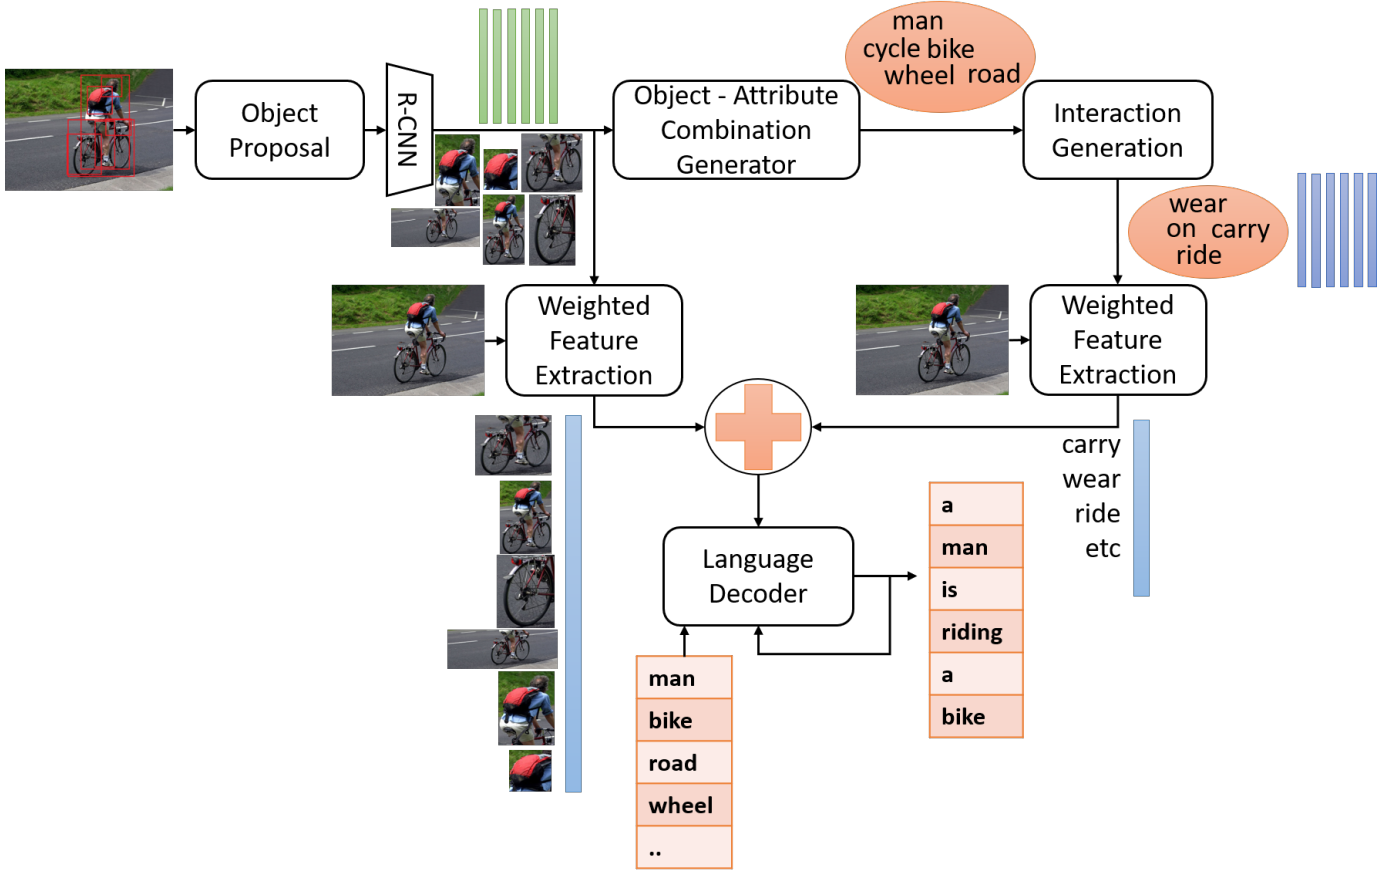 man
cycle bike
wheel road
Object
Proposal
R-CNN
Object - Attribute
Combination
Generator
Interaction
Generation
wear
on carry
ride
Weighted
Feature
Extraction
Weighted
Feature
Extraction
carry
wear
ride
etc
Language
Decoder
a
man
is
riding
a
bike
man
bike
road
wheel
..